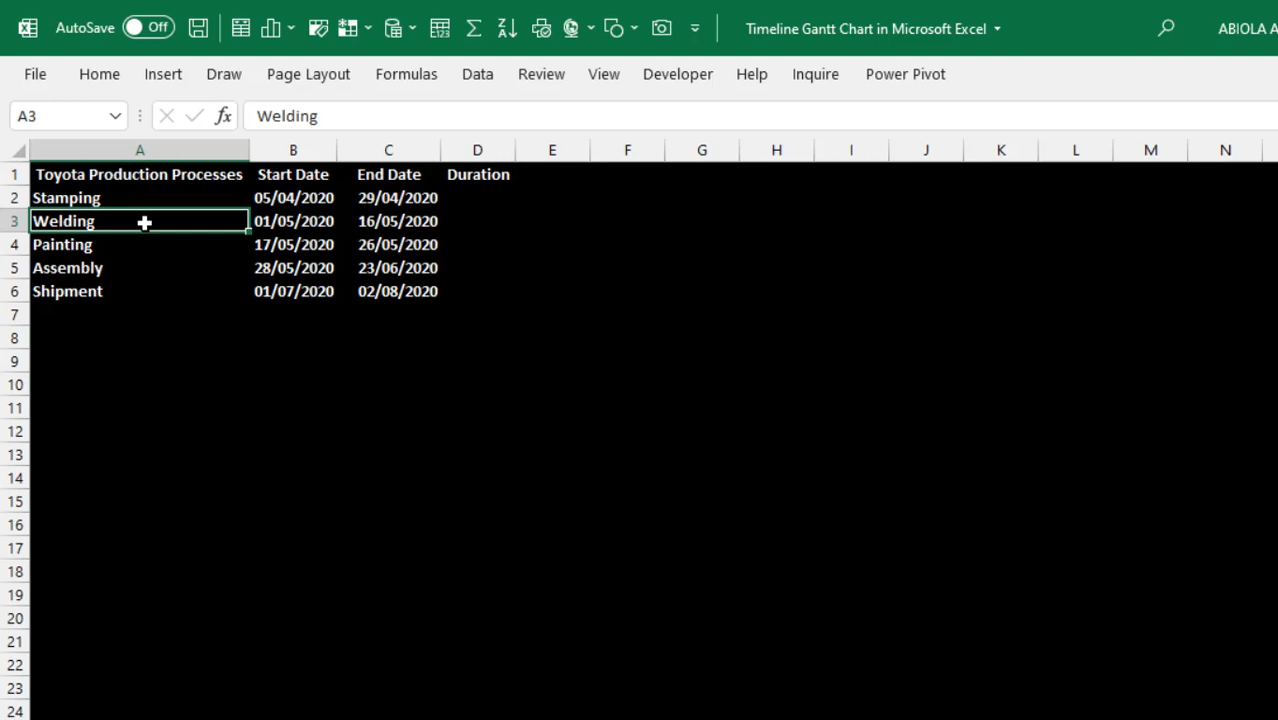 AutoSave Off Timeline Gantt Chart in Microsoft Excel ABIOLA A
File Home Insert Draw Page Layout Formulas Data Review View Developer Help Inquire Power Pivot
A3 fx Welding
A B C D E F G H I J K L M N
1 Toyota Production Processes Start Date End Date Duration
2 Stamping 05/04/2020 29/04/2020
3 Welding 01/05/2020 16/05/2020
4 Painting 17/05/2020 26/05/2020
5 Assembly 28/05/2020 23/06/2020
6 Shipment 01/07/2020 02/08/2020
7
8
9
10
11
12
13
14
15
16
17
18
19
20
21
22
23
24